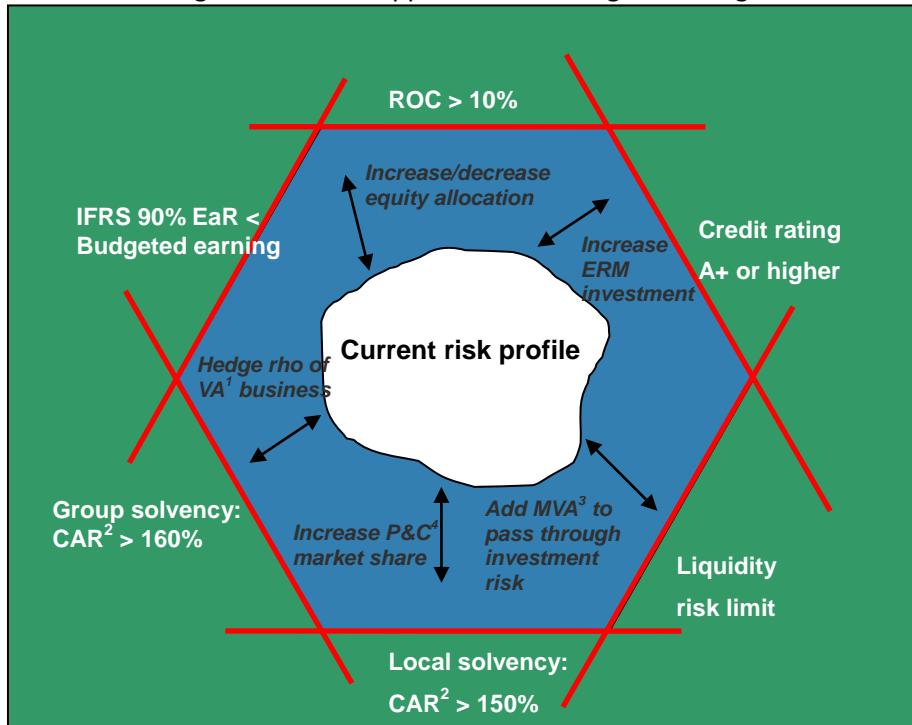 ROC > 10%
Increase/decrease
equity allocation
IFRS 90% EaR <
Budgeted earning
Increase
ERM
investment
Credit rating
A+ or higher
Current risk profile
Hedge rho of
VA¹ business
Group solvency:
CAR² > 160%
Increase P&C⁴
market share
Add MVA³ to
pass through
investment
risk
Liquidity
risk limit
Local solvency:
CAR² > 150%